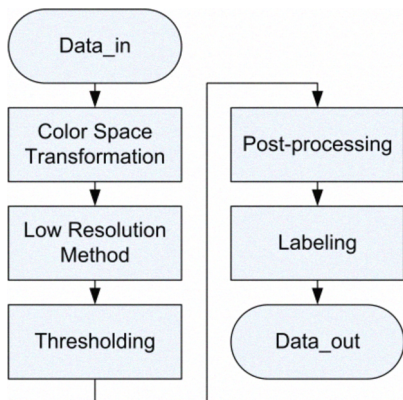 Data_in
Color Space
Transformation
Low Resolution
Method
Thresholding
Post-processing
Labeling
Data_out